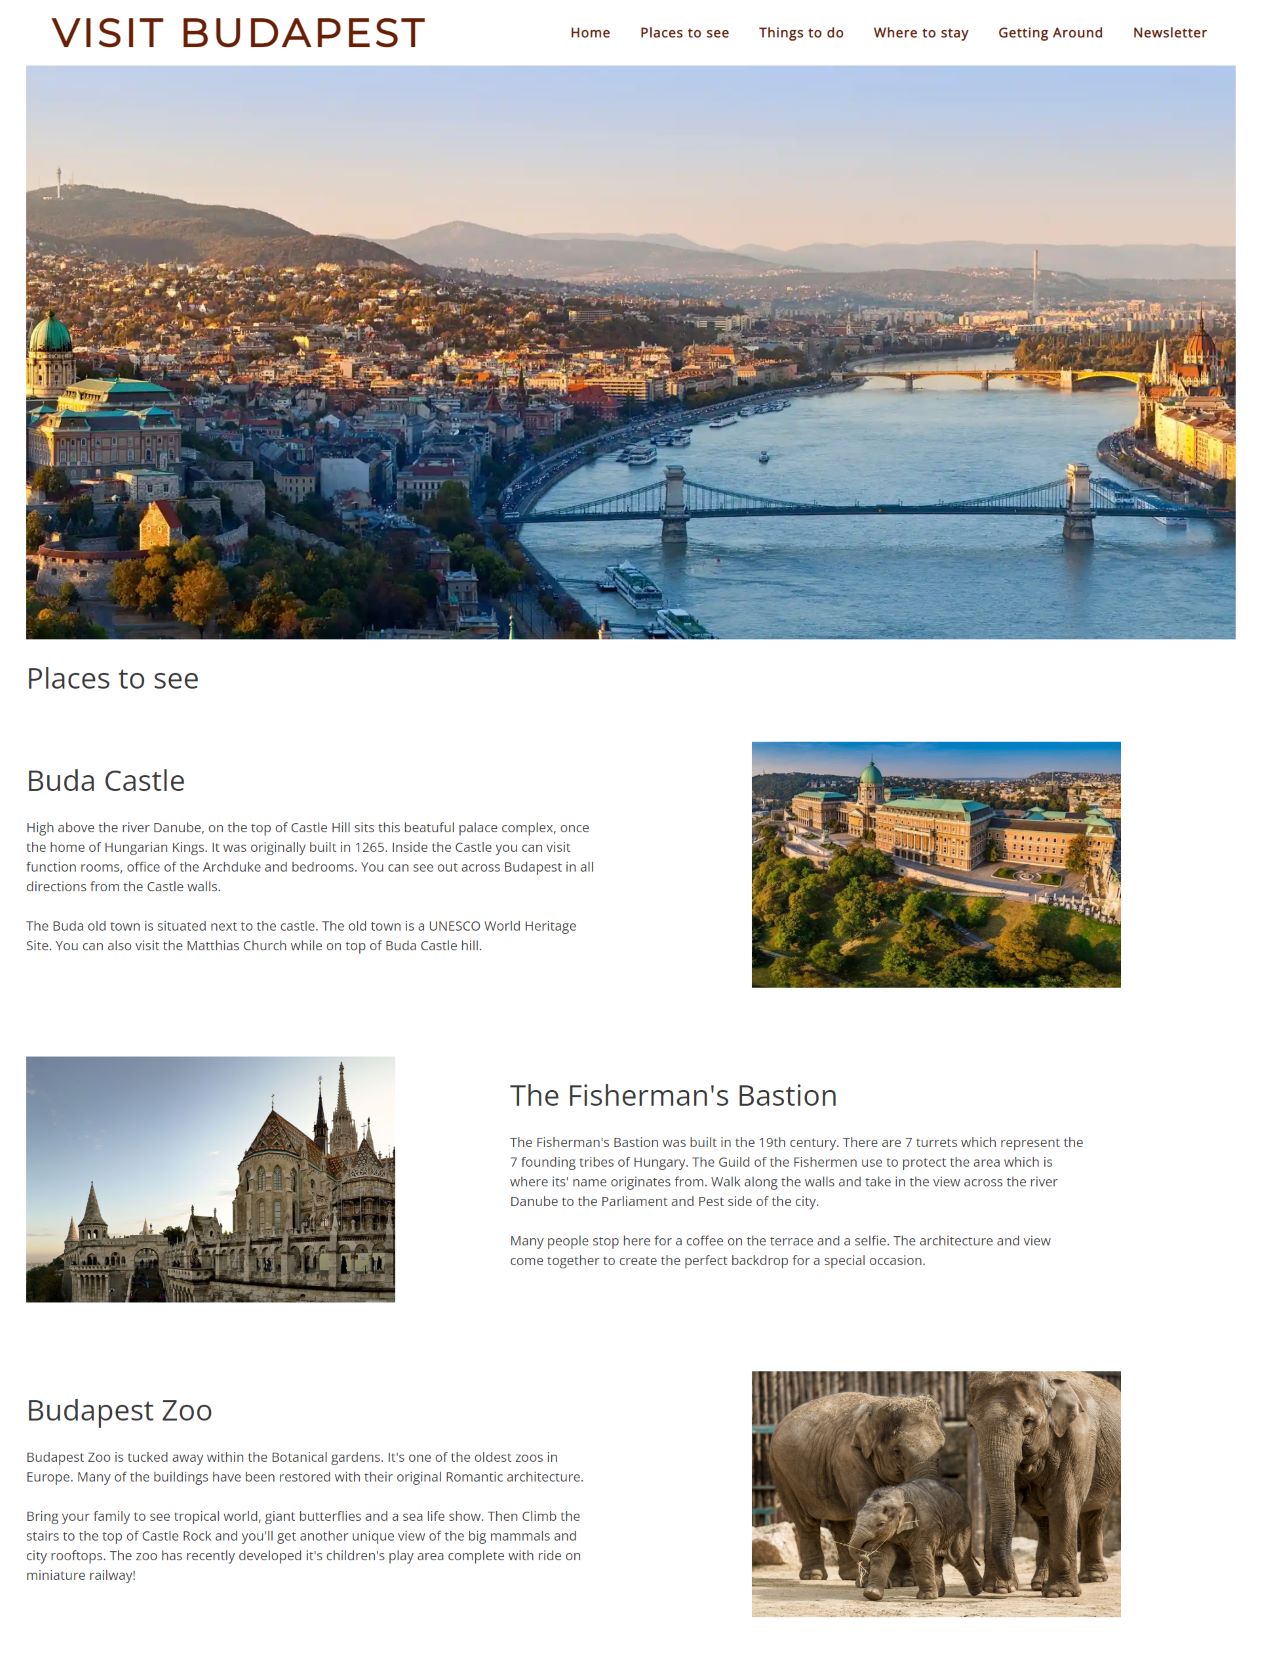 VISIT BUDAPEST
Home Places to see Things to do Where to stay Getting Around Newsletter
Places to see
Buda Castle
High above the river Danube, on the top of Castle Hill sits this beatuful palace complex, once
the home of Hungarian Kings. It was originally built in 1265. Inside the Castle you can visit
function rooms, office of the Archduke and bedrooms. You can see out across Budapest in all
directions from the Castle walls.
The Buda old town is situated next to the castle. The old town is a UNESCO World Heritage
Site. You can also visit the Matthias Church while on top of Buda Castle hill.
The Fisherman's Bastion
The Fisherman's Bastion was built in the 19th century. There are 7 turrets which represent the
7 founding tribes of Hungary. The Guild of the Fishermen use to protect the area which is
where its' name originates from. Walk along the walls and take in the view across the river
Danube to the Parliament and Pest side of the city.
Many people stop here for a coffee on the terrace and a selfie. The architecture and view
come together to create the perfect backdrop for a special occasion.
Budapest Zoo
Budapest Zoo is tucked away within the Botanical gardens. It's one of the oldest zoos in
Europe. Many of the buildings have been restored with their original Romantic architecture.
Bring your family to see tropical world, giant butterflies and a sea life show. Then Climb the
stairs to the top of Castle Rock and you'll get another unique view of the big mammals and
city rooftops. The zoo has recently developed it's children's play area complete with ride on
miniature railway!